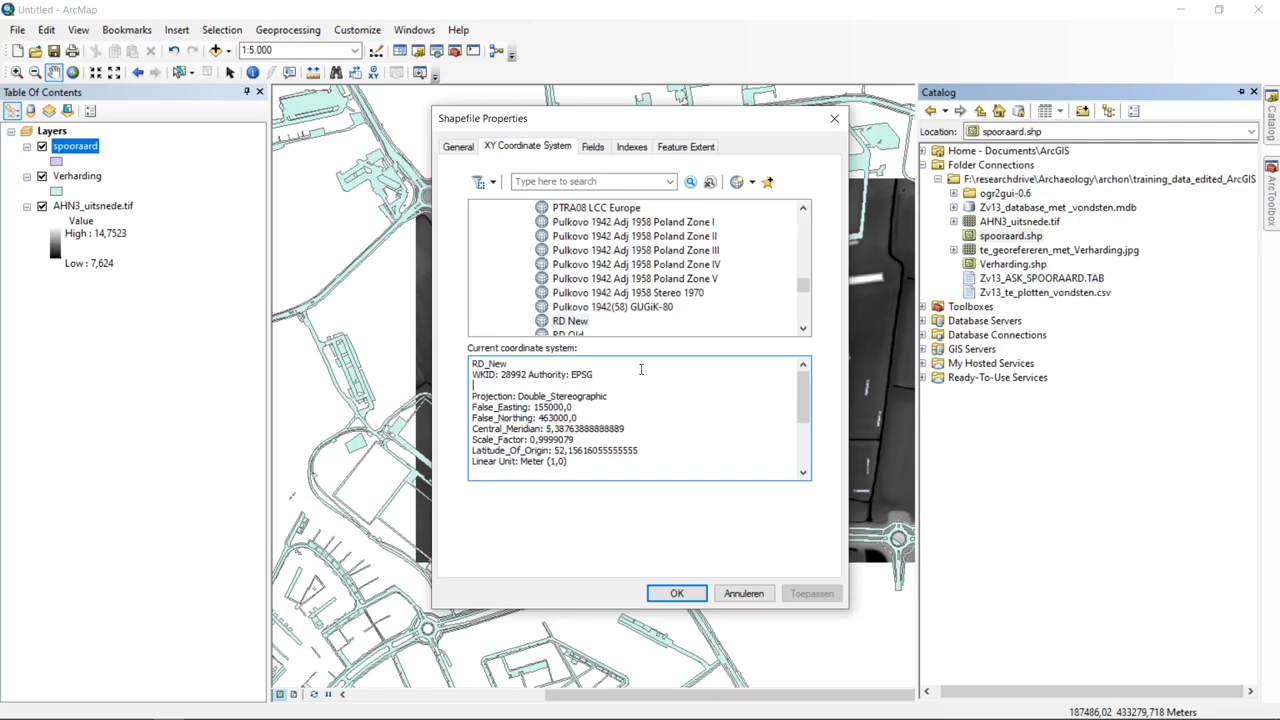 Untitled - ArcMap
File Edit View Bookmarks Insert Selection Geoprocessing Customize Windows Help
1:5.000
Table Of Contents
Layers
spooraard
Verharding
AHN3_uitsnede.tif
Value
High : 14,7523
Low : 7,624
Shapefile Properties
General XY Coordinate System Fields Indexes Feature Extent
Type here to search
PTRA08 LCC Europe
Pulkovo 1942 Adj 1958 Poland Zone I
Pulkovo 1942 Adj 1958 Poland Zone II
Pulkovo 1942 Adj 1958 Poland Zone III
Pulkovo 1942 Adj 1958 Poland Zone IV
Pulkovo 1942 Adj 1958 Poland Zone V
Pulkovo 1942 Adj 1958 Stereo 1970
Pulkovo 1942(58) GUGiK-80
RD New
RD Old
Current coordinate system:
RD_New
WKID: 28992 Authority: EPSG
Projection: Double_Stereographic
False_Easting: 155000,0
False_Northing: 463000,0
Central_Meridian: 5,38763888888889
Scale_Factor: 0,9999079
Latitude_Of_Origin: 52,15616055555555
Linear Unit: Meter (1,0)
OK Annuleren Toepassen
Catalog
Location: spooraard.shp
Home - Documents\ArcGIS
Folder Connections
F:\researchdrive\Archaeology\archon\training_data_edited_ArcGIS
ogr2gui-0.6
Zv13_database_met _vondsten.mdb
AHN3_uitsnede.tif
spooraard.shp
te_georefereren_met_Verharding.jpg
Verharding.shp
Zv13_ASK_SPOORAARD.TAB
Zv13_te_plotten_vondsten.csv
Toolboxes
Database Servers
Database Connections
GIS Servers
My Hosted Services
Ready-To-Use Services
Catalog
ArcToolbox
187486,02 433279,718 Meters